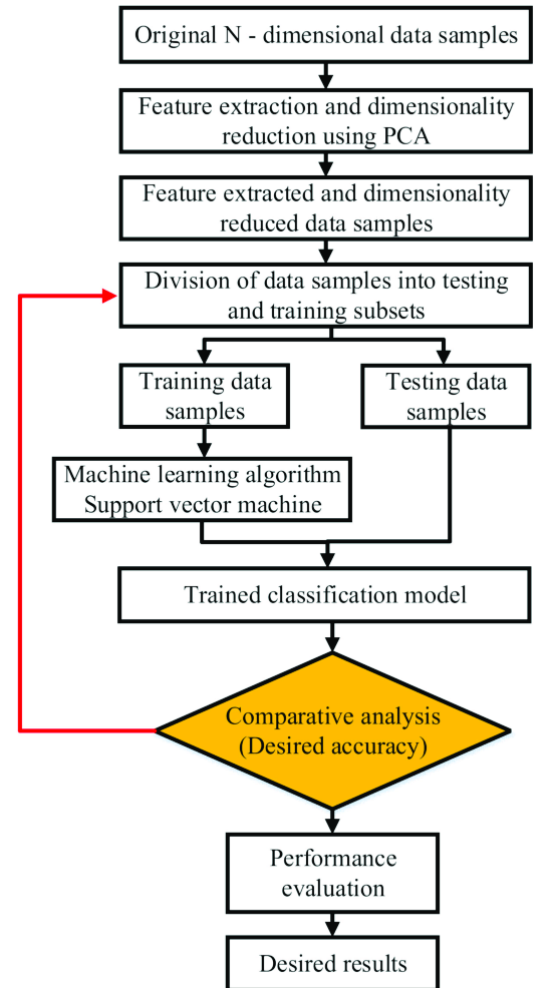 Original N - dimensional data samples
Feature extraction and dimensionality
reduction using PCA
Feature extracted and dimensionality
reduced data samples
Division of data samples into testing
and training subsets
Training data
samples
Testing data
samples
Machine learning algorithm
Support vector machine
Trained classification model
Comparative analysis
(Desired accuracy)
Performance
evaluation
Desired results